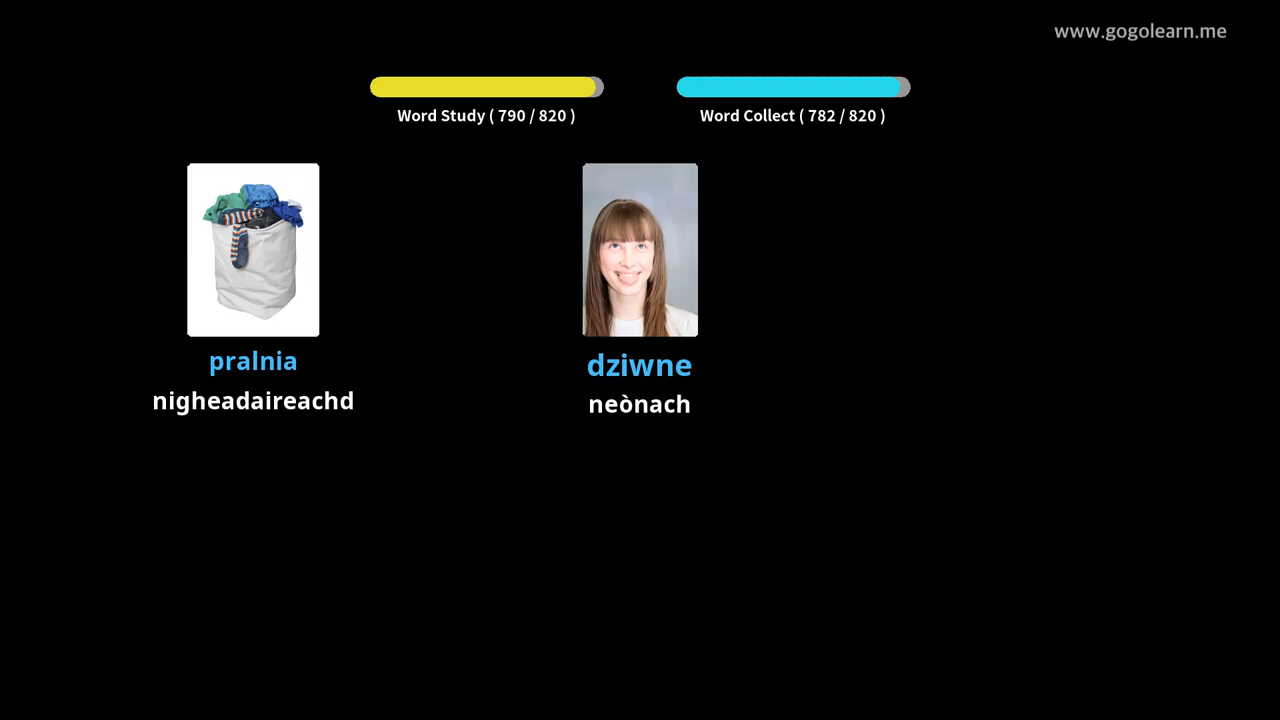 www.gogolearn.me
Word Study ( 790 / 820 )
Word Collect ( 782 / 820 )
pralnia
nigheadaireachd
dziwne
neònach